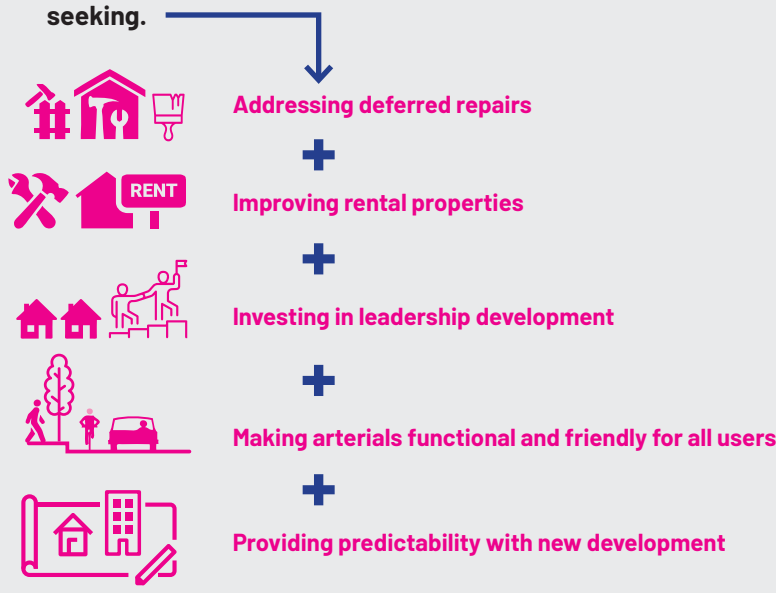 seeking.
Addressing deferred repairs
+
RENT
Improving rental properties
+
Investing in leadership development
+
Making arterials functional and friendly for all users
+
Providing predictability with new development